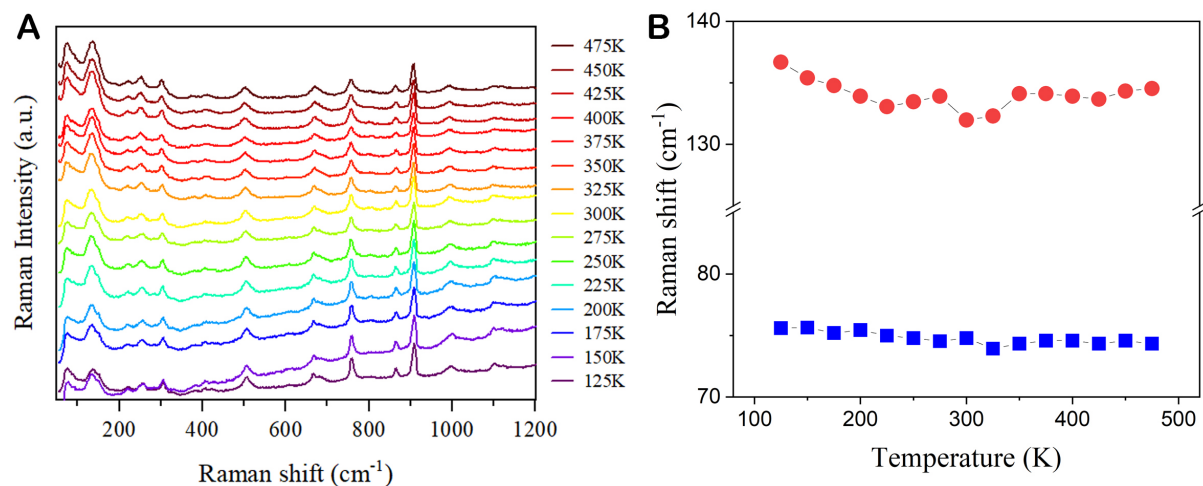 A
Raman Intensity (a.u.)
475K
450K
425K
400K
375K
350K
325K
300K
275K
250K
225K
200K
175K
150K
125K
200 400 600 800 1000 1200
Raman shift (cm-1)
B
Raman shift (cm-1)
140
130
80
70
100 200 300 400 500
Temperature (K)